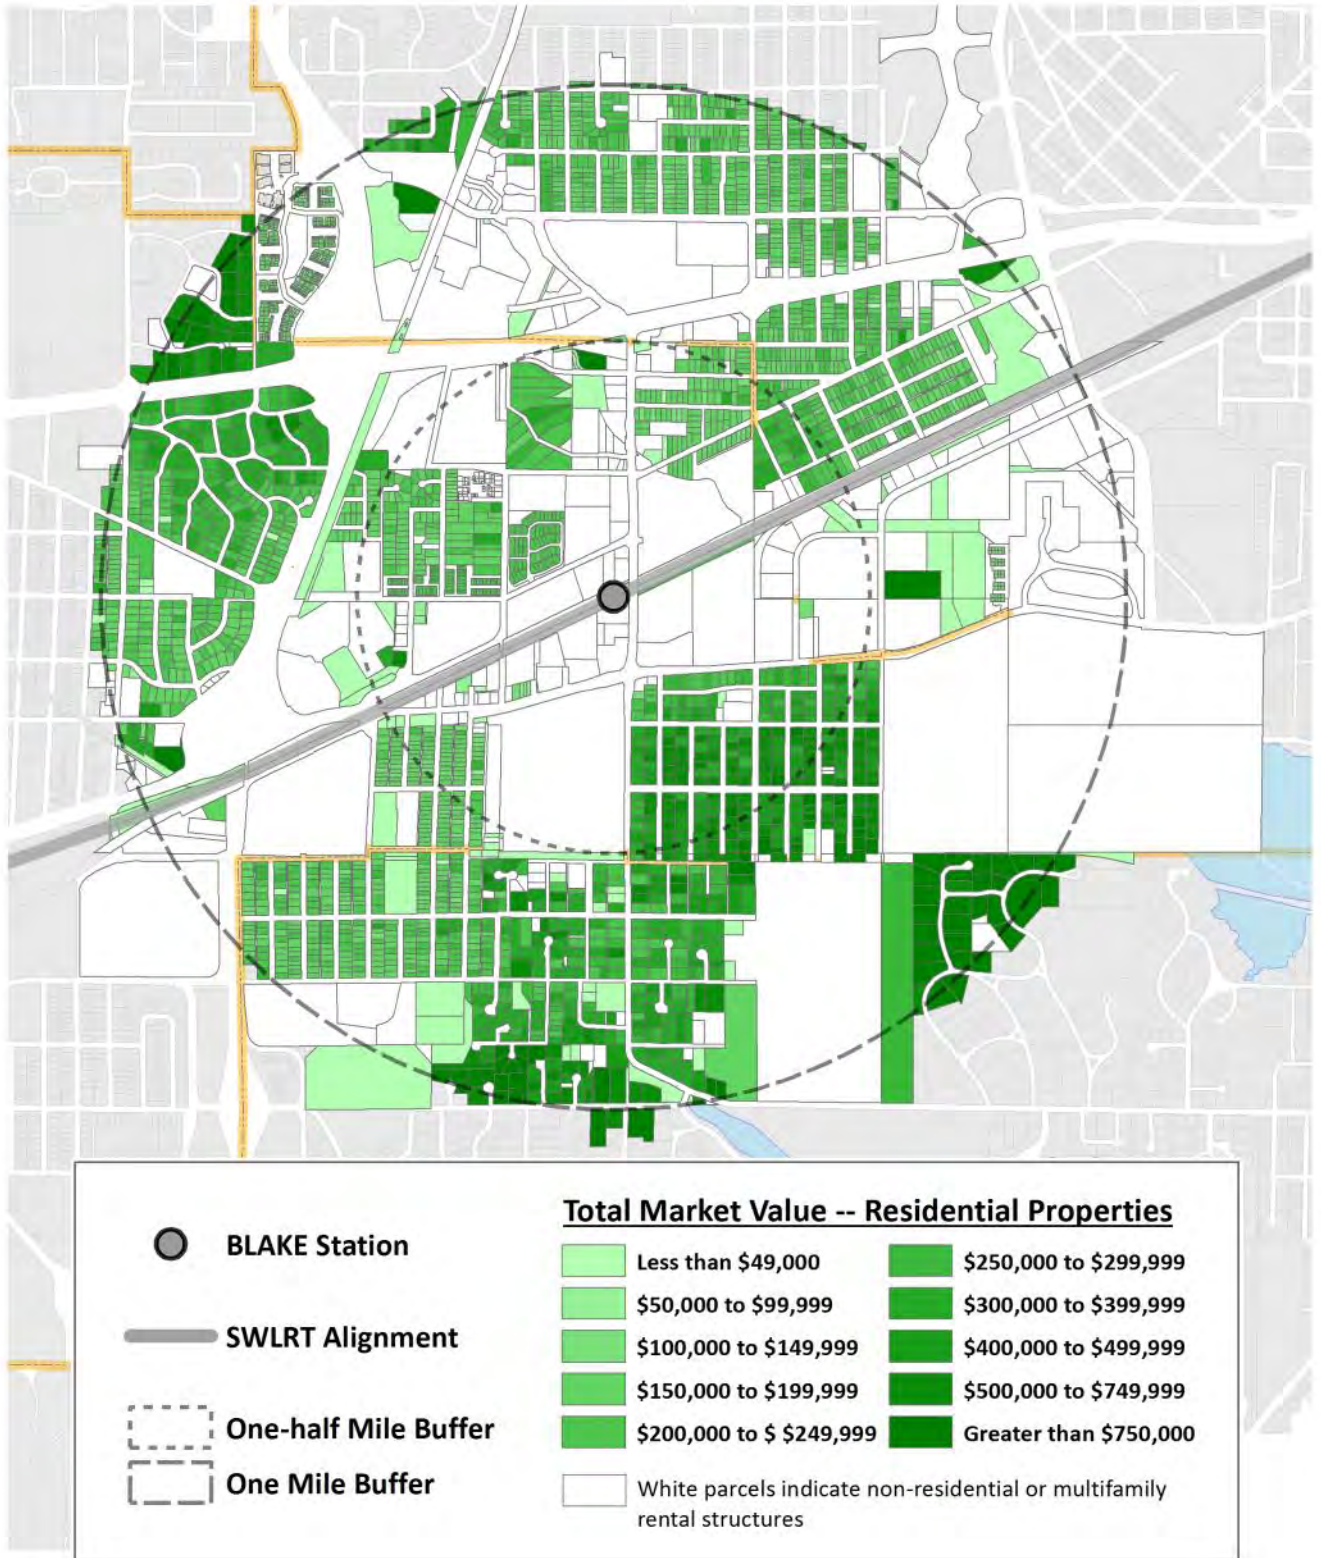 BLAKE Station
SWLRT Alignment
One-half Mile Buffer
One Mile Buffer
Total Market Value -- Residential Properties
Less than $49,000
$50,000 to $99,999
$100,000 to $149,999
$150,000 to $199,999
$200,000 to $ $249,999
$250,000 to $299,999
$300,000 to $399,999
$400,000 to $499,999
$500,000 to $749,999
Greater than $750,000
White parcels indicate non-residential or multifamily
rental structures